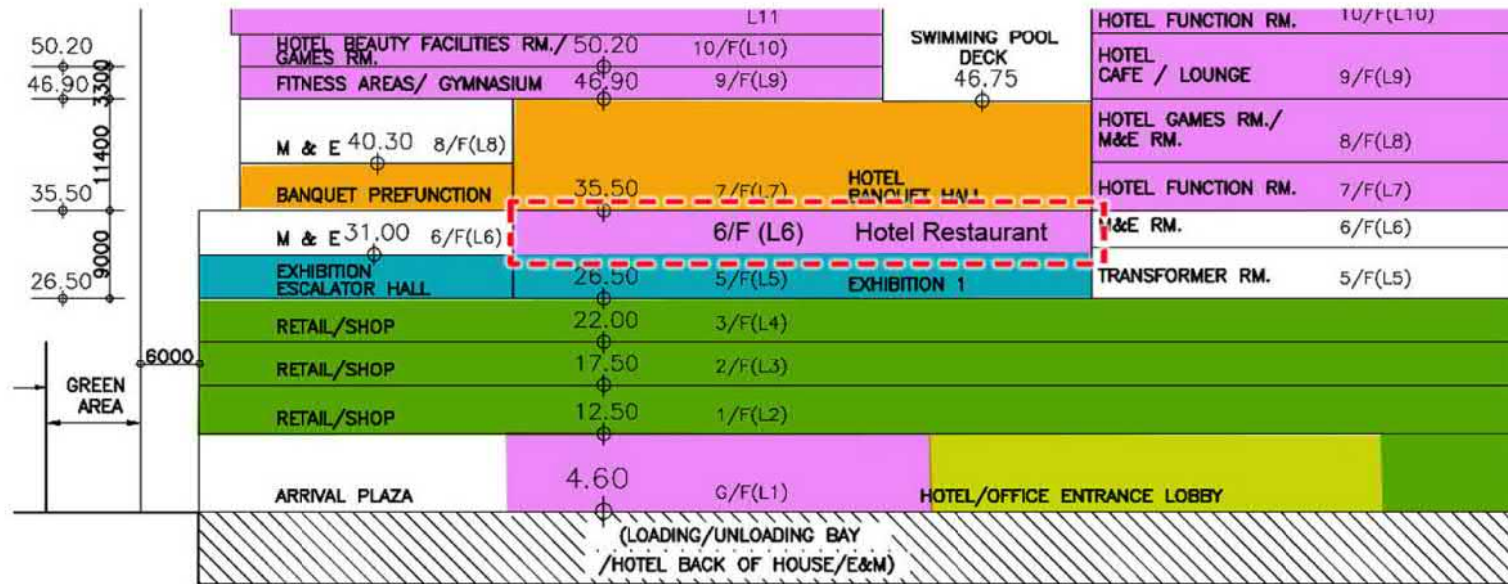 L11
HOTEL FUNCTION RM. 10/F(L10)
50.20
HOTEL BEAUTY FACILITIES RM./
GAMES RM.
50.20 10/F(L10)
SWIMMING POOL
DECK
46.75
HOTEL
CAFE / LOUNGE 9/F(L9)
46.90
3300
FITNESS AREAS/ GYMNASIUM 46.90 9/F(L9)
HOTEL GAMES RM./
M&E RM. 8/F(L8)
11400
M & E 40.30 8/F(L8)
35.50
BANQUET PREFUNCTION 35.50 7/F(L7)
HOTEL
BANQUET HALL
HOTEL FUNCTION RM. 7/F(L7)
9000
M & E 31.00 6/F(L6)
6/F (L6) Hotel Restaurant
M&E RM. 6/F(L6)
26.50
EXHIBITION
ESCALATOR HALL
26.50 5/F(L5) EXHIBITION 1
TRANSFORMER RM. 5/F(L5)
RETAIL/SHOP 22.00 3/F(L4)
6000
RETAIL/SHOP 17.50 2/F(L3)
GREEN
AREA
RETAIL/SHOP 12.50 1/F(L2)
ARRIVAL PLAZA 4.60 G/F(L1) HOTEL/OFFICE ENTRANCE LOBBY
(LOADING/UNLOADING BAY
/HOTEL BACK OF HOUSE/E&M)